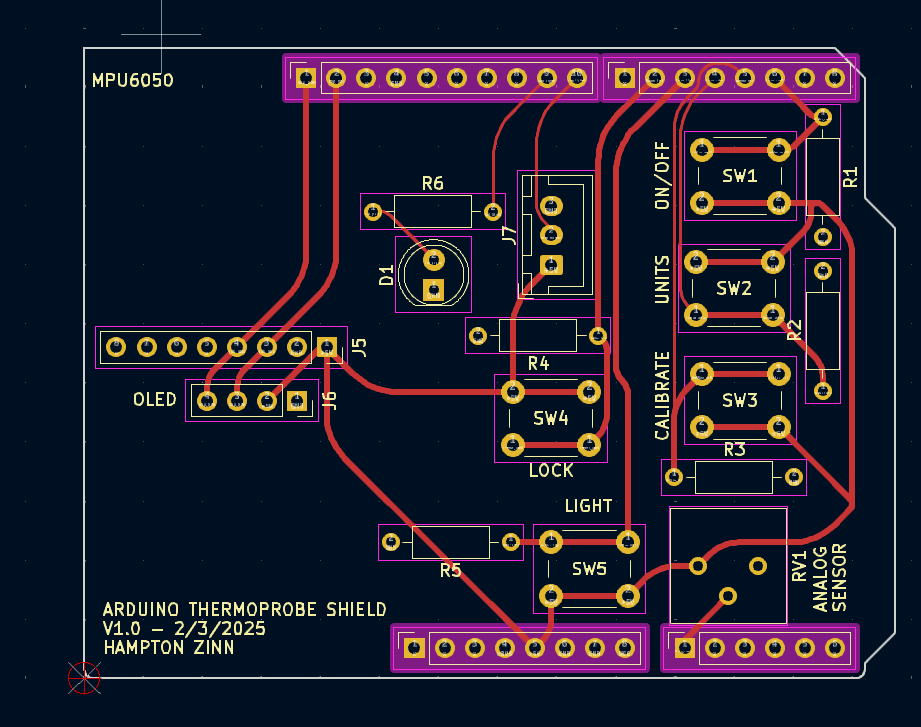 MPU6050
ON/OFF
SW1
R1
R6
J7
D1
UNITS
SW2
R2
J5
R4
OLED
J6
CALIBRATE
SW3
SW4
LOCK
R3
LIGHT
R5
SW5
RV1
ANALOG
SENSOR
ARDUINO THERMOPROBE SHIELD
V1.0 – 2/3/2025
HAMPTON ZINN